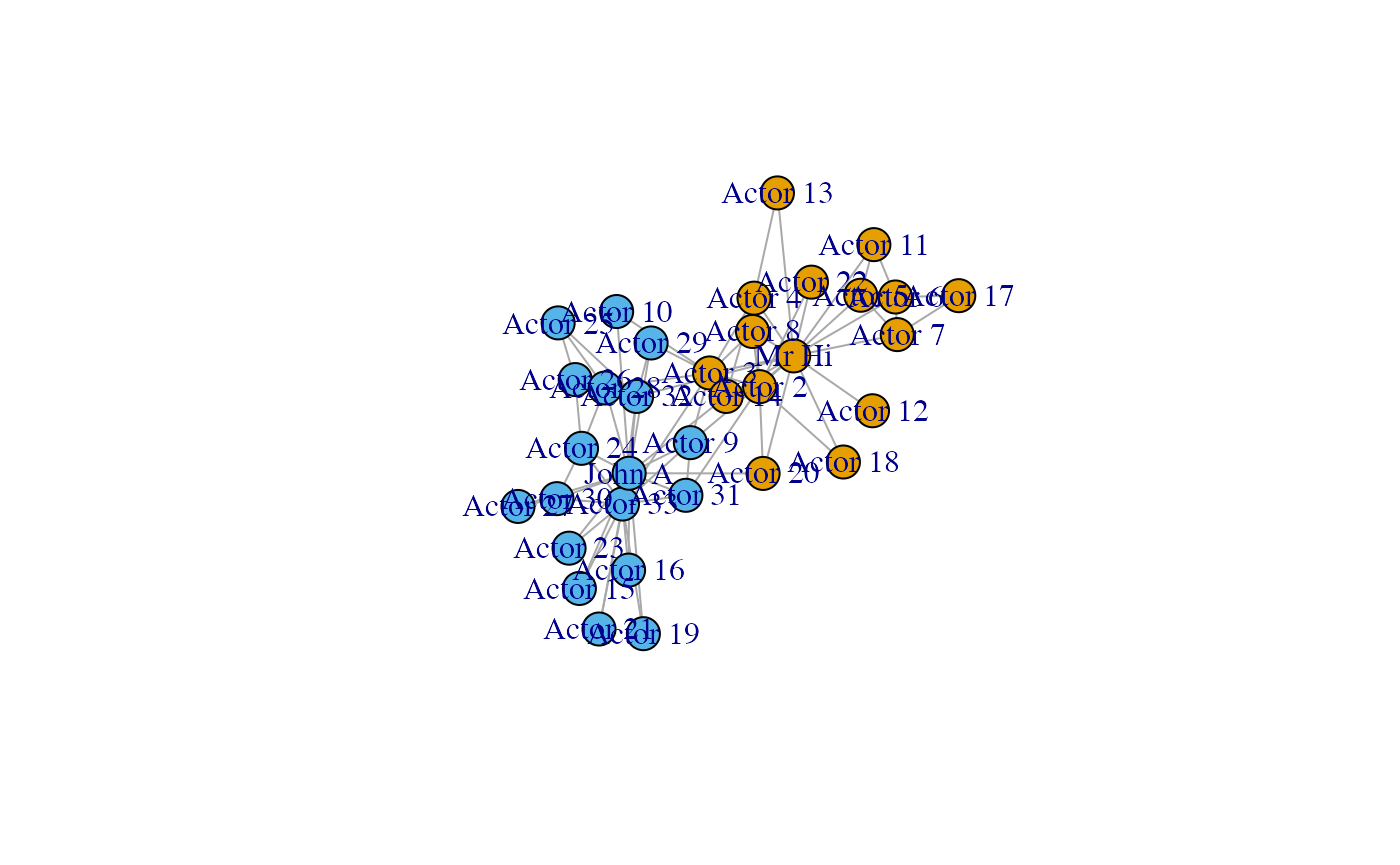 Actor 13
Actor 11
Actor 22
Actor 4
Actor 5
Actor 6
Actor 17
Actor 10
Actor 25
Actor 8
Actor 7
Actor 29
Mr Hi
Actor 3
Actor 26
Actor 28
Actor 32
Actor 14
Actor 2
Actor 12
Actor 24
Actor 9
John A
Actor 20
Actor 18
Actor 27
Actor 30
Actor 33
Actor 31
Actor 23
Actor 16
Actor 15
Actor 21
Actor 19